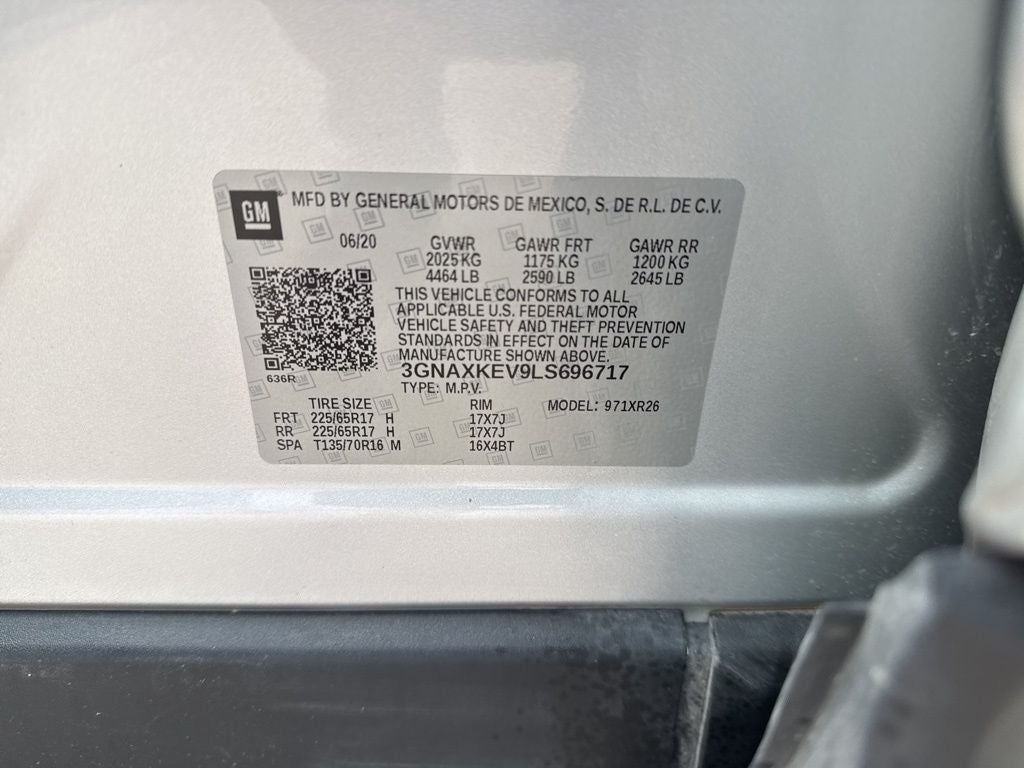 GM MFD BY GENERAL MOTORS DE MEXICO, S. DE R.L. DE C.V.
06/20 GVWR GAWR FRT GAWR RR
2025 KG 1175 KG 1200 KG
4464 LB 2590 LB 2645 LB
THIS VEHICLE CONFORMS TO ALL
APPLICABLE U.S. FEDERAL MOTOR
VEHICLE SAFETY AND THEFT PREVENTION
STANDARDS IN EFFECT ON THE DATE OF
MANUFACTURE SHOWN ABOVE.
636R 3GNAXKEV9LS696717
TYPE: M.P.V.
TIRE SIZE RIM MODEL: 971XR26
FRT 225/65R17 H 17X7J
RR 225/65R17 H 17X7J
SPA T135/70R16 M 16X4BT